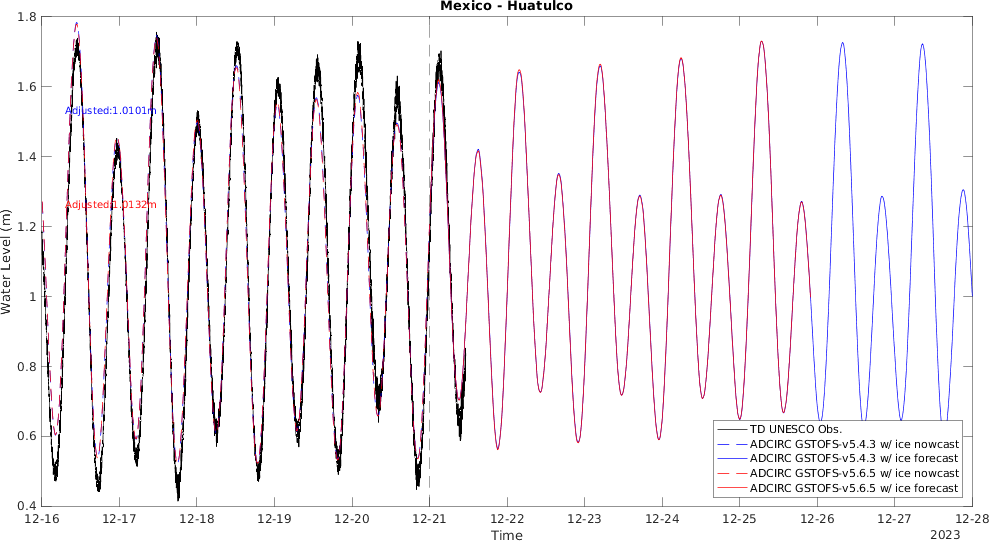 Mexico - Huatulco
1.8
1.6
1.4
1.2
1
0.8
0.6
0.4
Water Level (m)
Adjusted:1.0101m
Adjusted:1.0132m
TD UNESCO Obs.
ADCIRC GSTOFS-v5.4.3 w/ ice nowcast
ADCIRC GSTOFS-v5.4.3 w/ ice forecast
ADCIRC GSTOFS-v5.6.5 w/ ice nowcast
ADCIRC GSTOFS-v5.6.5 w/ ice forecast
12-16 12-17 12-18 12-19 12-20 12-21 12-22 12-23 12-24 12-25 12-26 12-27 12-28
Time
2023